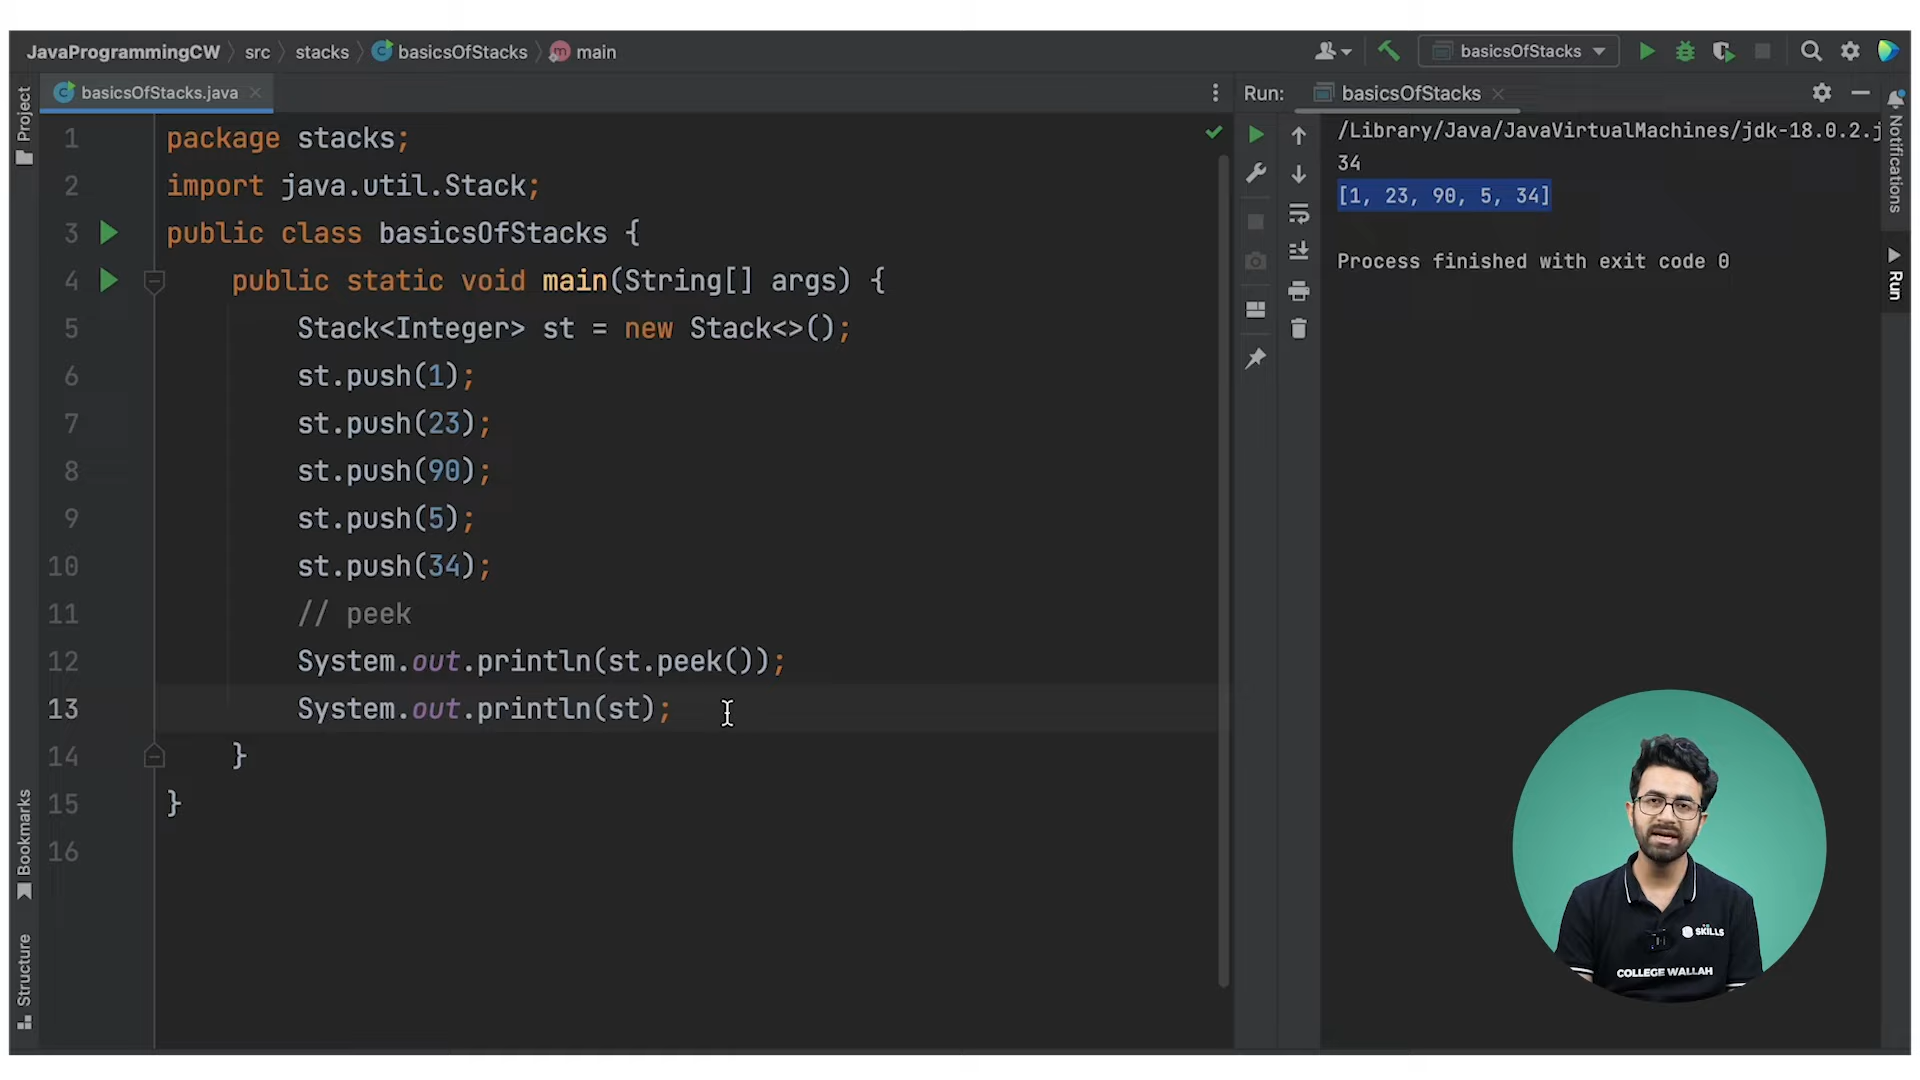 JavaProgrammingCW src stacks basicsOfStacks main
basicsOfStacks
basicsOfStacks.java
Run: basicsOfStacks
Project
Bookmarks
Structure
Notifications
Run
1 package stacks;
2 import java.util.Stack;
3 public class basicsOfStacks {
4 public static void main(String[] args) {
5 Stack<Integer> st = new Stack<>();
6 st.push(1);
7 st.push(23);
8 st.push(90);
9 st.push(5);
10 st.push(34);
11 // peek
12 System.out.println(st.peek());
13 System.out.println(st);
14 }
15 }
16
/Library/Java/JavaVirtualMachines/jdk-18.0.2.j
34
[1, 23, 90, 5, 34]
Process finished with exit code 0
SKILLS
COLLEGE WALLAH